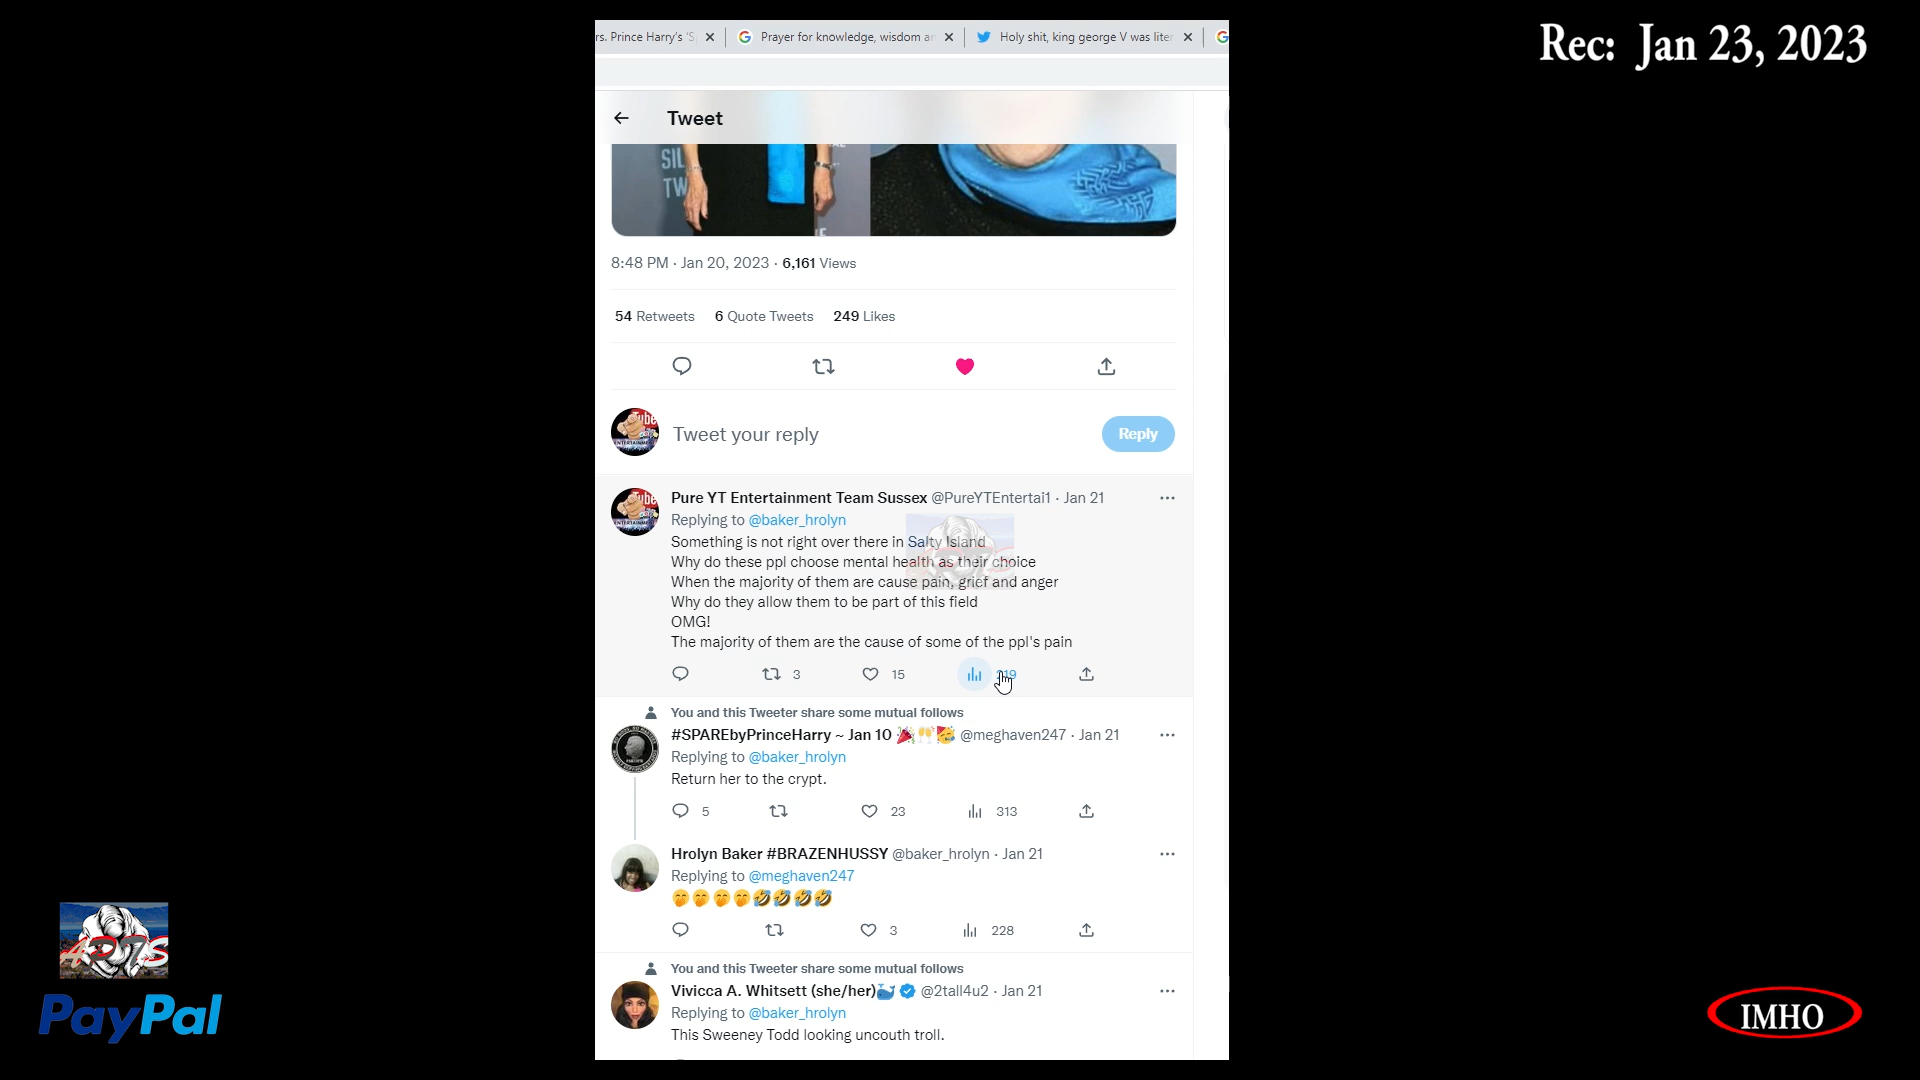 Rec: Jan 23, 2023
rs. Prince Harry's 'S
Prayer for knowledge, wisdom an
Holy shit, king george V was liter
Tweet
SIL
TW
8:48 PM · Jan 20, 2023 · 6,161 Views
54 Retweets 6 Quote Tweets 249 Likes
Tweet your reply
Reply
Pure YT Entertainment Team Sussex @PureYTEntertai1 · Jan 21
Replying to @baker_hrolyn
Something is not right over there in Salty Island
Why do these ppl choose mental health as their choice
When the majority of them are cause pain, grief and anger
Why do they allow them to be part of this field
OMG!
The majority of them are the cause of some of the ppl's pain
3 15
You and this Tweeter share some mutual follows
#SPAREbyPrinceHarry ~ Jan 10 🎉🥂🥳 @meghaven247 · Jan 21
Replying to @baker_hrolyn
Return her to the crypt.
5 23 313
Hrolyn Baker #BRAZENHUSSY @baker_hrolyn · Jan 21
Replying to @meghaven247
🤭🤭🤭🤭🤣🤣🤣🤣
3 228
You and this Tweeter share some mutual follows
Vivicca A. Whitsett (she/her)🐳 @2tall4u2 · Jan 21
Replying to @baker_hrolyn
This Sweeney Todd looking uncouth troll.
PayPal
IMHO